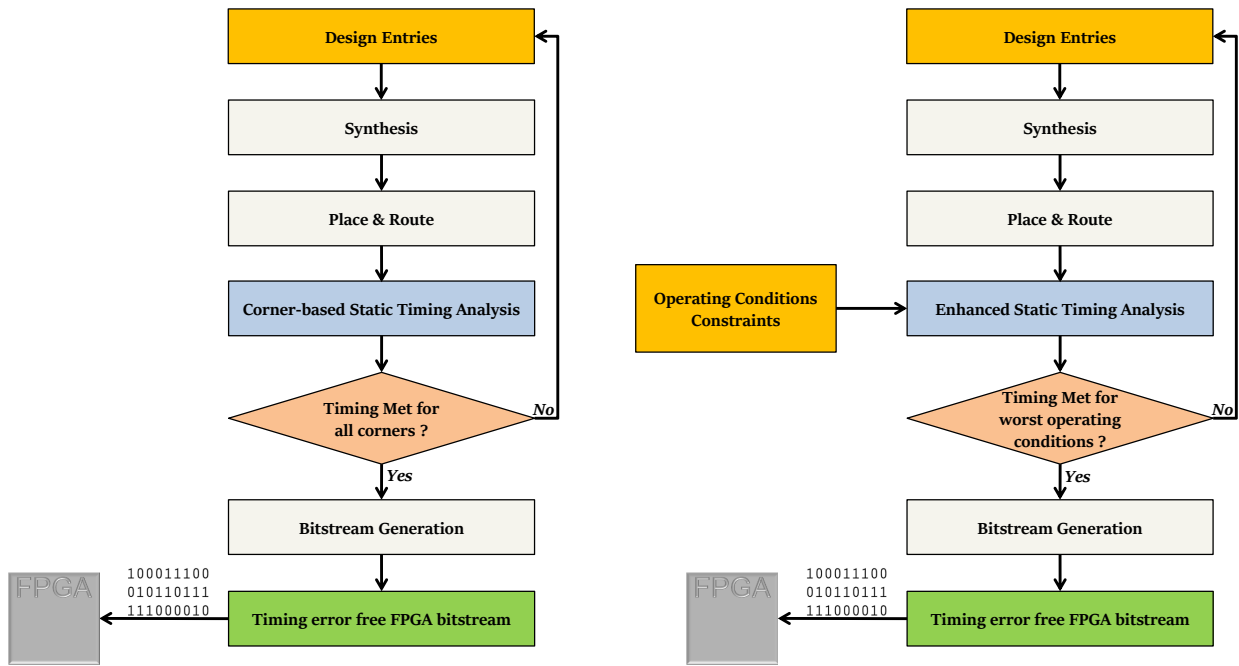 Design Entries
Synthesis
Place & Route
Corner-based Static Timing Analysis
Timing Met for
all corners ?
No
Yes
Bitstream Generation
FPGA
100011100
010110111
111000010
Timing error free FPGA bitstream
Design Entries
Synthesis
Place & Route
Operating Conditions
Constraints
Enhanced Static Timing Analysis
Timing Met for
worst operating
conditions ?
No
Yes
Bitstream Generation
FPGA
100011100
010110111
111000010
Timing error free FPGA bitstream